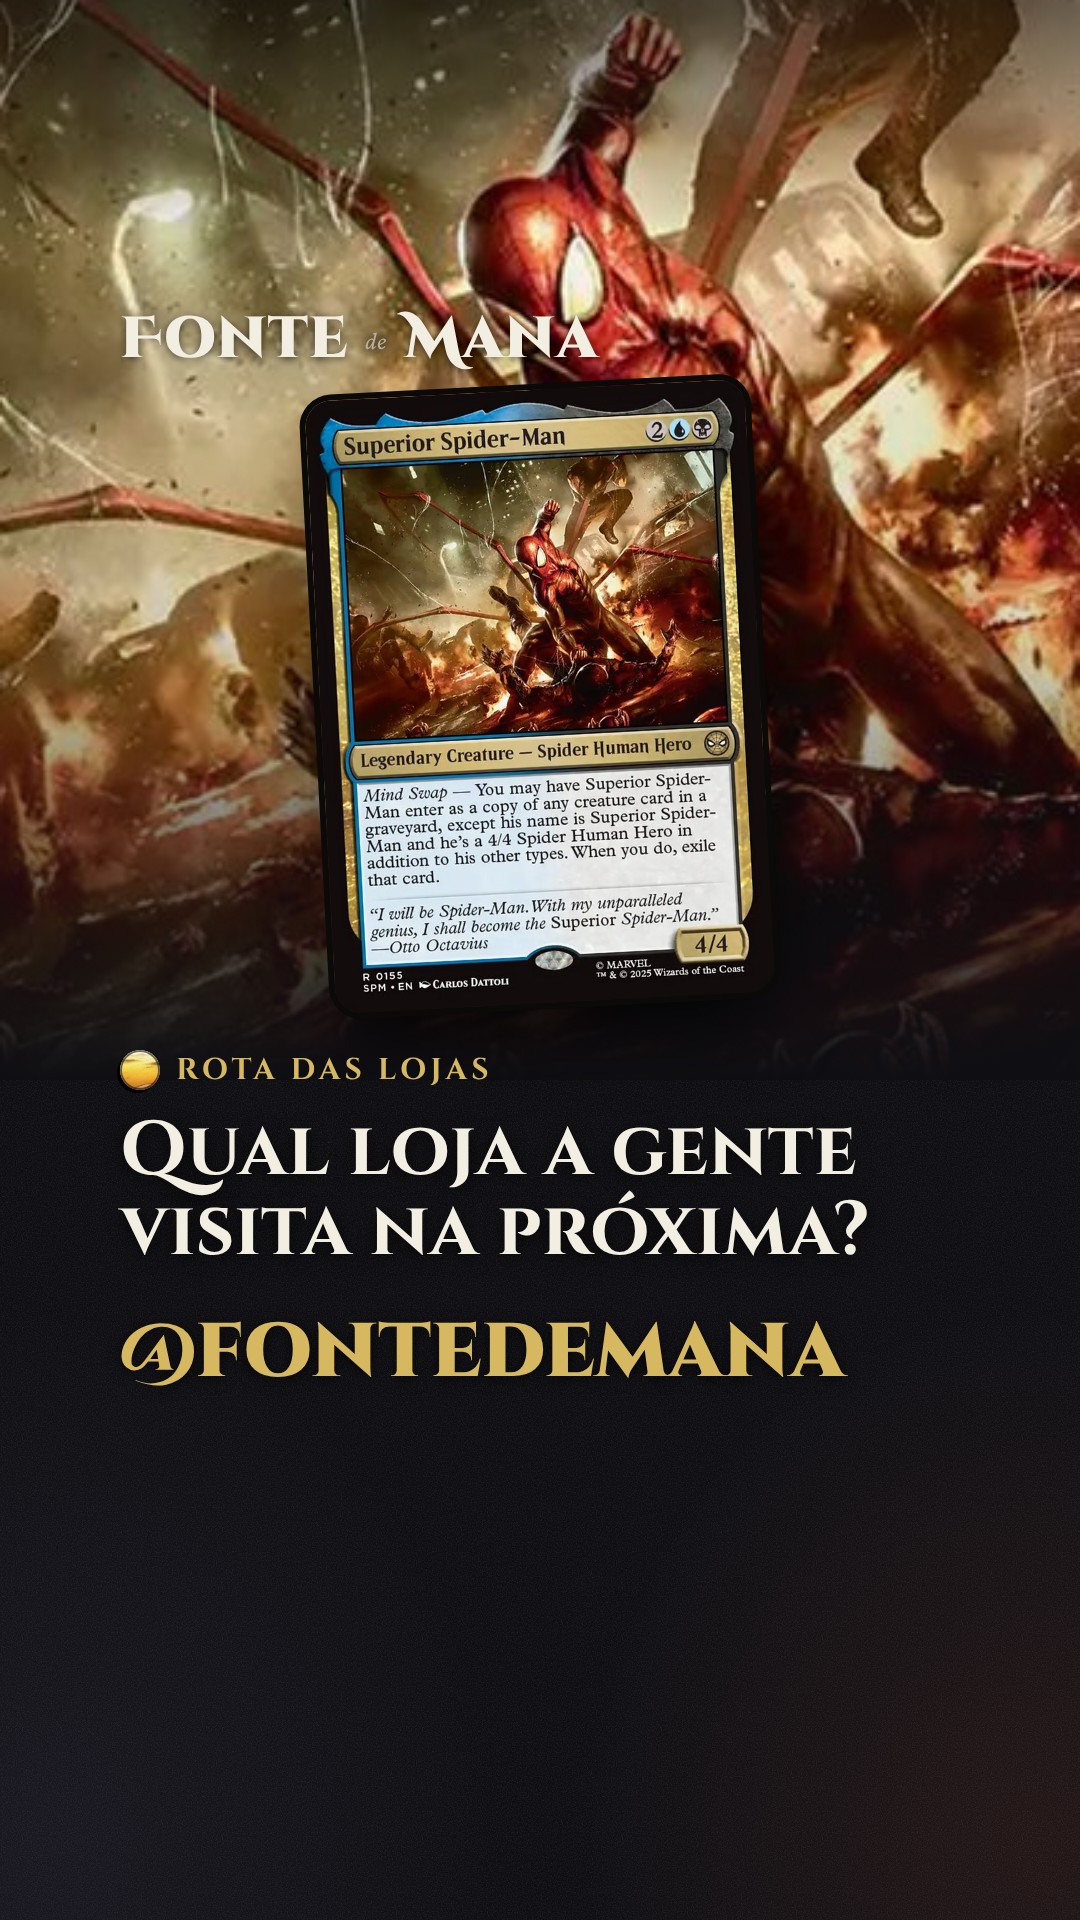 Fonte de Mana
Superior Spider-Man 2
Legendary Creature — Spider Human Hero
Mind Swap — You may have Superior Spider-
Man enter as a copy of any creature card in a
graveyard, except his name is Superior Spider-
Man and he's a 4/4 Spider Human Hero in
addition to his other types. When you do, exile
that card.
“I will be Spider-Man. With my unparalleled
genius, I shall become the Superior Spider-Man.”
—Otto Octavius
4/4
R 0155
SPM • EN Carlos Dattoli
© MARVEL
™ & © 2025 Wizards of the Coast
ROTA DAS LOJAS
Qual loja a gente
visita na próxima?
@fontedemana